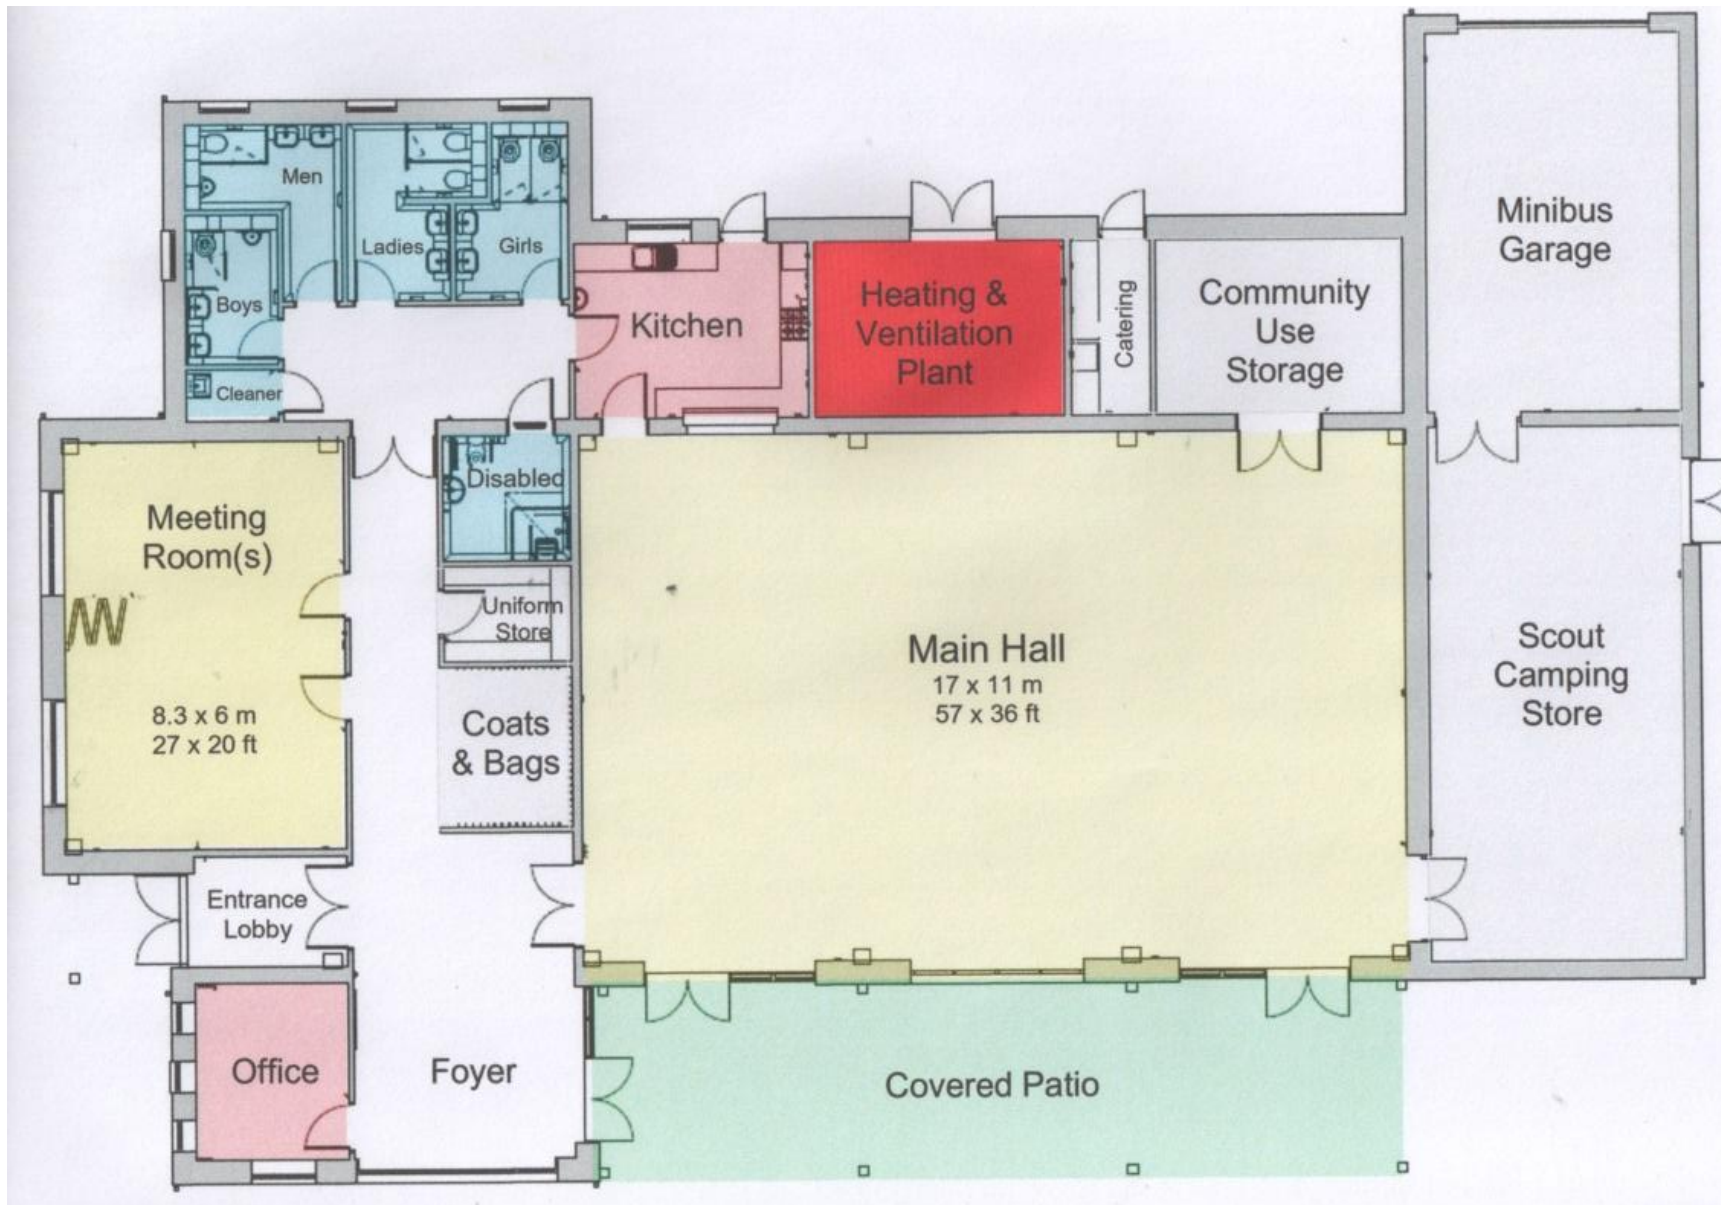 Men
Ladies
Girls
Boys
Cleaner
Kitchen
Heating &
Ventilation
Plant
Catering
Community
Use
Storage
Minibus
Garage
Meeting
Room(s)
8.3 x 6 m
27 x 20 ft
Disabled
Uniform
Store
Coats
& Bags
Main Hall
17 x 11 m
57 x 36 ft
Scout
Camping
Store
Entrance
Lobby
Office
Foyer
Covered Patio